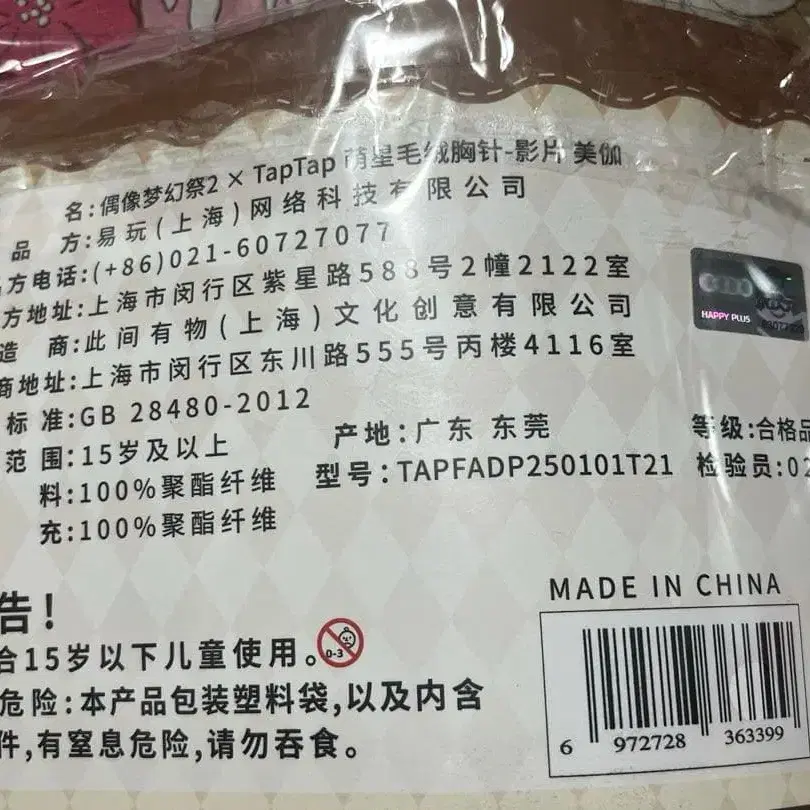 名:偶像梦幻祭2 × TapTap 萌星毛绒胸针-影片 美伽
品 方:易玩(上海)网络科技有限公司
方电话:(+86)021-60727077
方地址:上海市闵行区紫星路588号2幢2122室
造 商:此间有物(上海)文化创意有限公司
商地址:上海市闵行区东川路555号丙楼4116室
标 准:GB 28480-2012
范 围:15岁及以上
产地:广东 东莞
等级:合格品
料:100%聚酯纤维
型号:TAPFADP250101T21
检验员:02
充:100%聚酯纤维
HAPPY PLUS
告!
合15岁以下儿童使用。
0-3
危险:本产品包装塑料袋,以及内含
件,有窒息危险,请勿吞食。
MADE IN CHINA
6 972728 363399